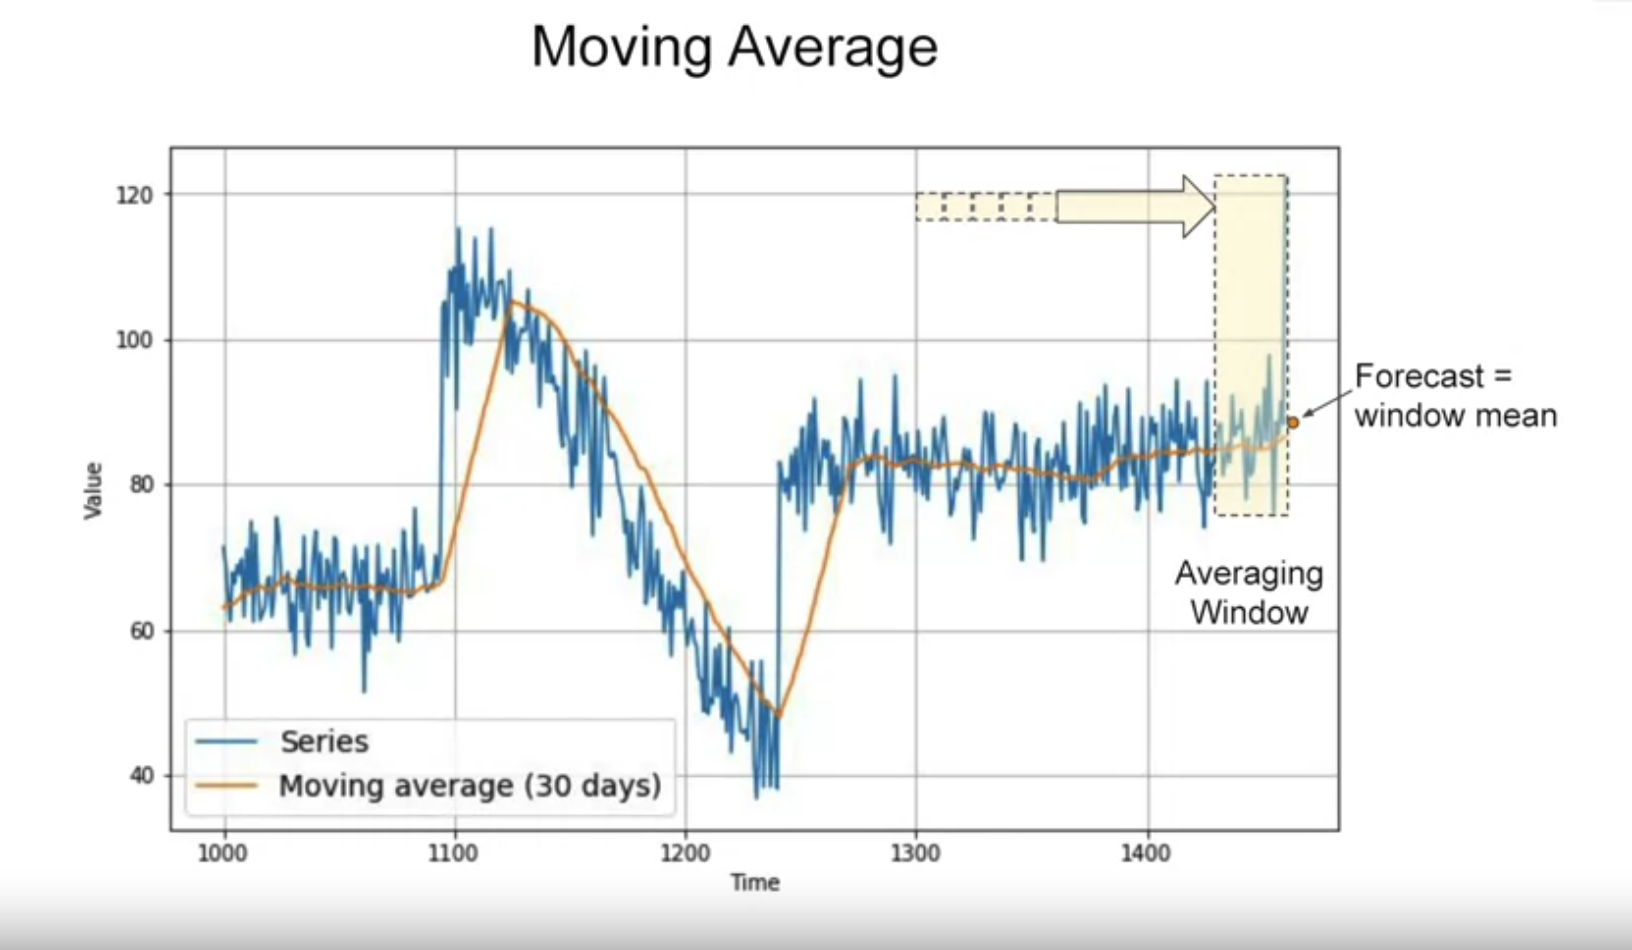 Moving Average
120
100
80
60
40
Value
Forecast =
window mean
Averaging
Window
Series
Moving average (30 days)
1000 1100 1200 1300 1400
Time